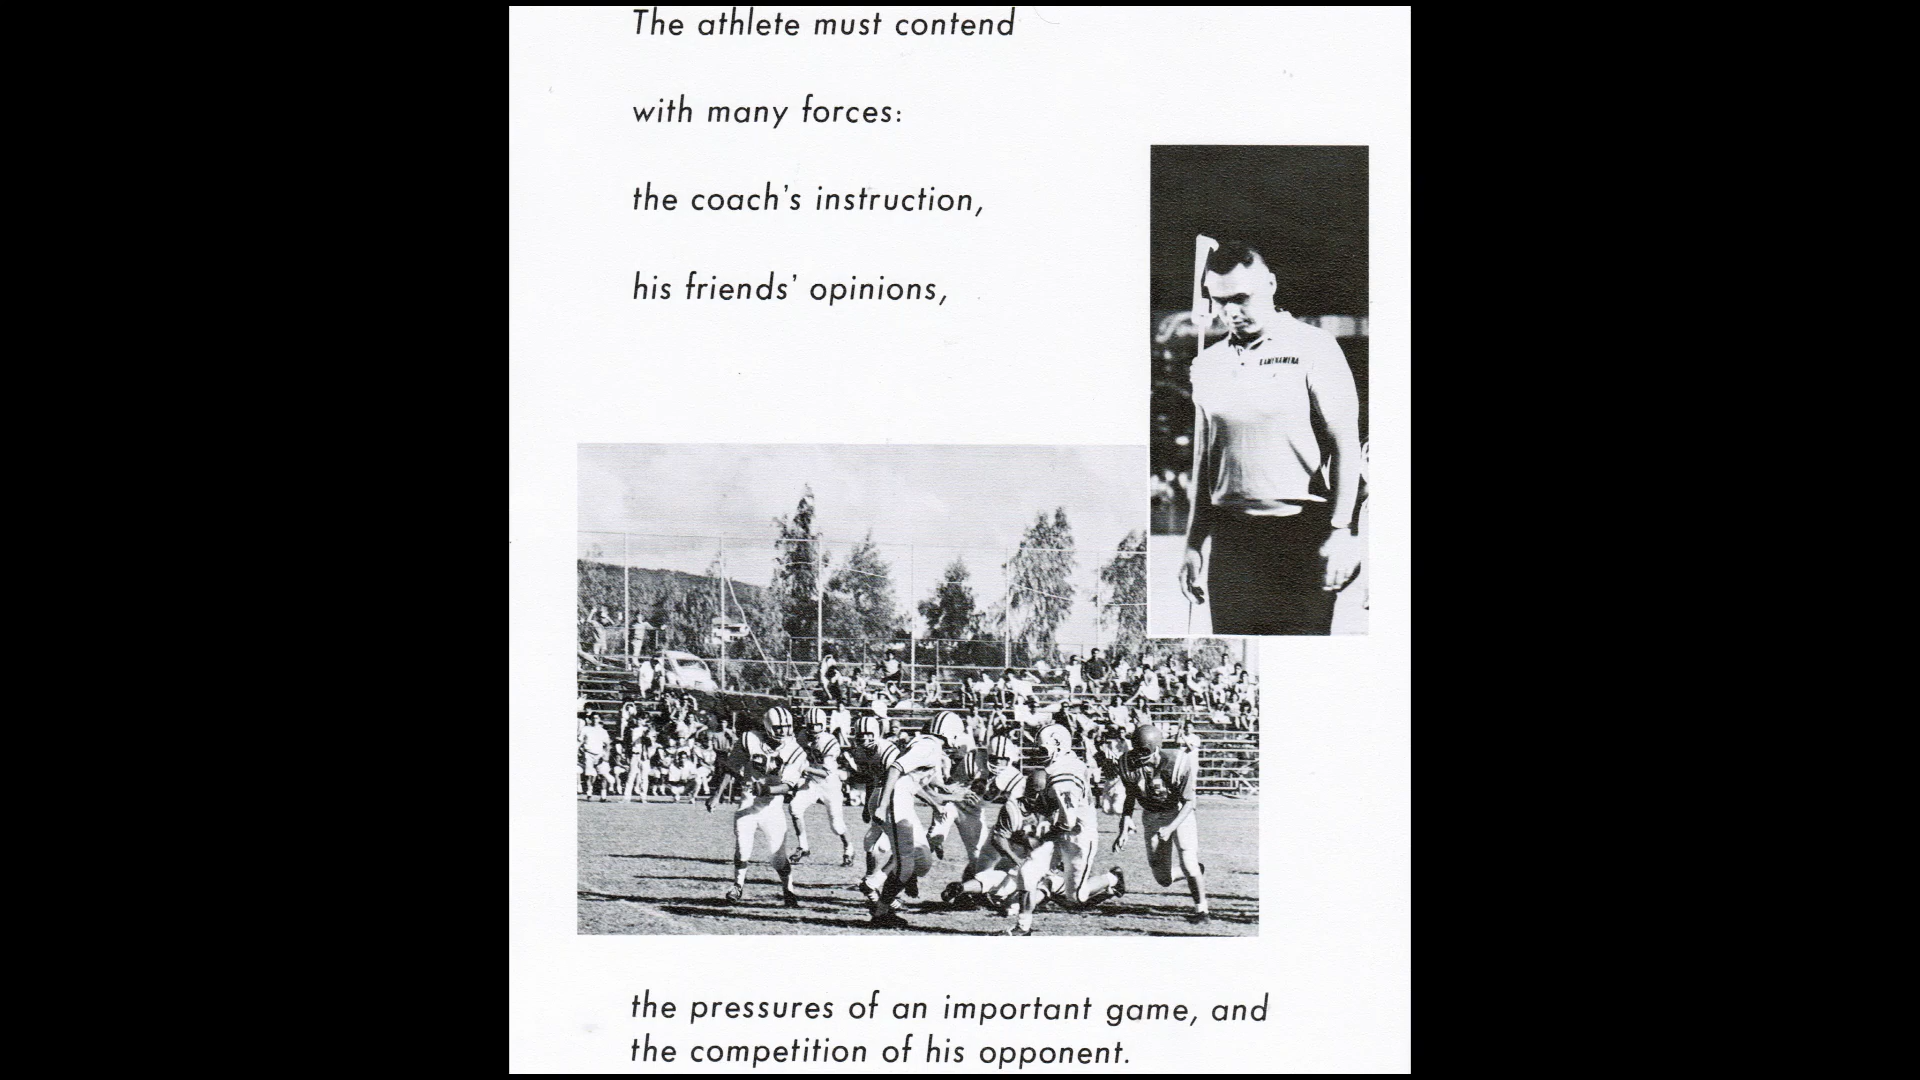 The athlete must contend
with many forces:
the coach's instruction,
his friends' opinions,
KAMEHAMEHA
the pressures of an important game, and
the competition of his opponent.